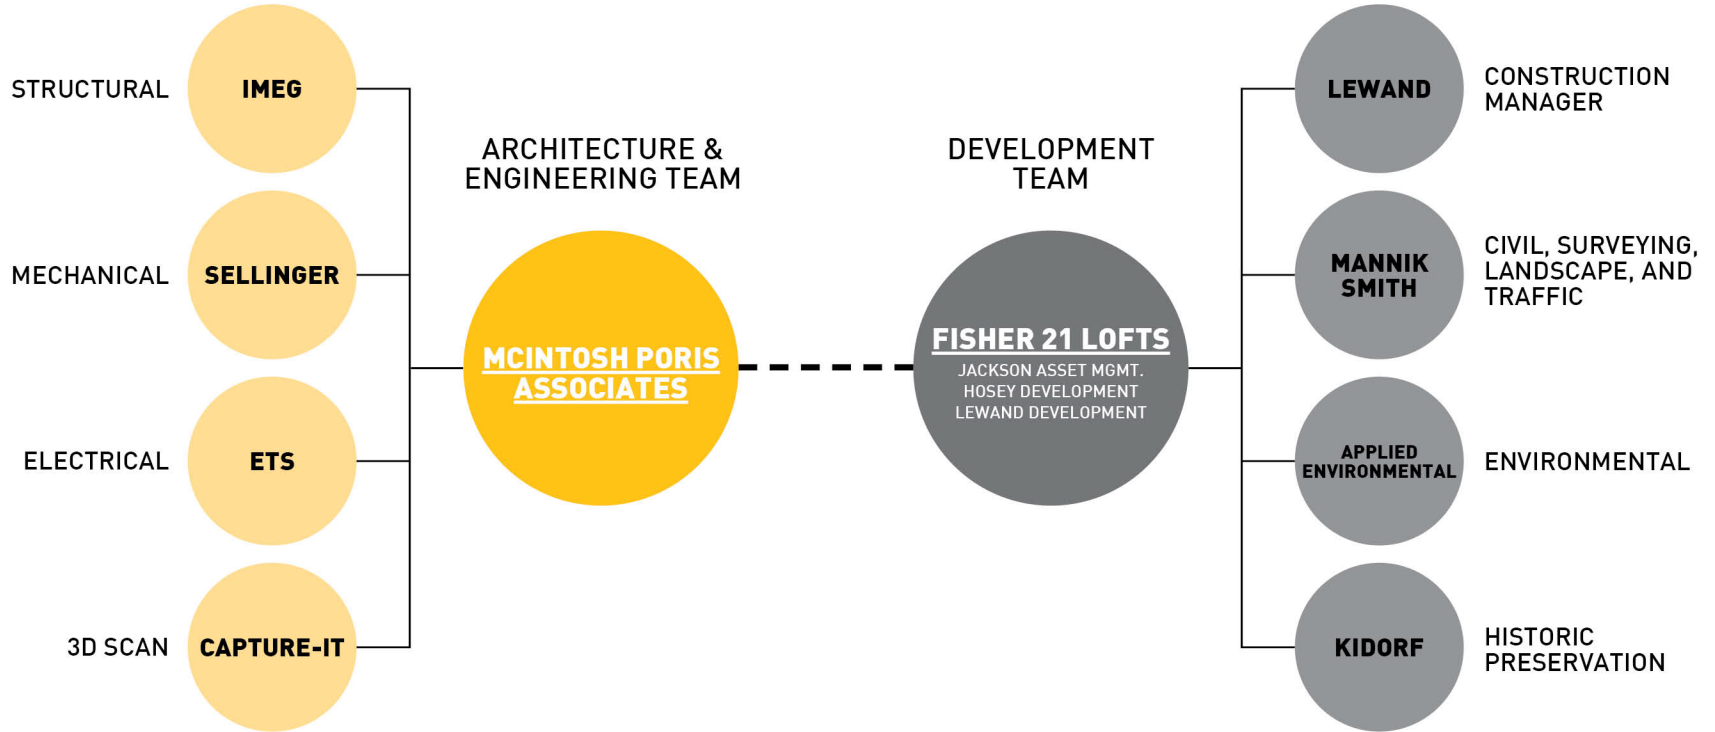 STRUCTURAL
IMEG
MECHANICAL
SELLINGER
ELECTRICAL
ETS
3D SCAN
CAPTURE-IT
ARCHITECTURE &
ENGINEERING TEAM
MCINTOSH PORIS
ASSOCIATES
DEVELOPMENT
TEAM
FISHER 21 LOFTS
JACKSON ASSET MGMT.
HOSEY DEVELOPMENT
LEWAND DEVELOPMENT
LEWAND
CONSTRUCTION
MANAGER
MANNIK
SMITH
CIVIL, SURVEYING,
LANDSCAPE, AND
TRAFFIC
APPLIED
ENVIRONMENTAL
ENVIRONMENTAL
KIDORF
HISTORIC
PRESERVATION